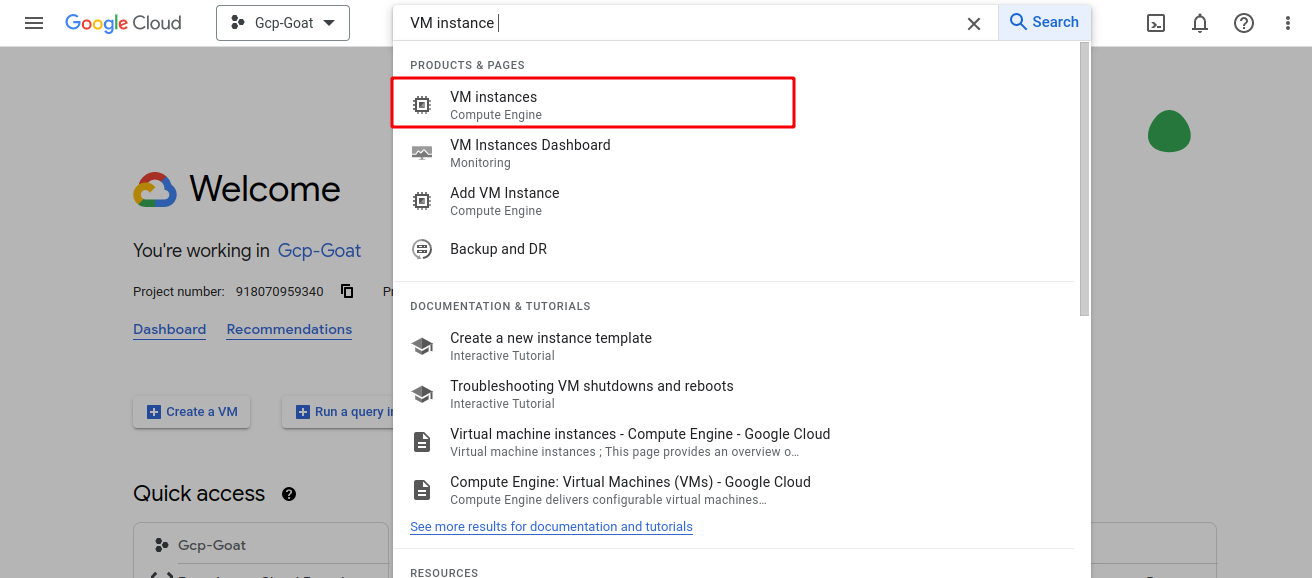 Google Cloud
Gcp-Goat
VM instance
Search
PRODUCTS & PAGES
VM instances
Compute Engine
VM Instances Dashboard
Monitoring
Add VM Instance
Compute Engine
Backup and DR
DOCUMENTATION & TUTORIALS
Create a new instance template
Interactive Tutorial
Troubleshooting VM shutdowns and reboots
Interactive Tutorial
Virtual machine instances - Compute Engine - Google Cloud
Virtual machine instances ; This page provides an overview o...
Compute Engine: Virtual Machines (VMs) - Google Cloud
Compute Engine delivers configurable virtual machines...
See more results for documentation and tutorials
RESOURCES
Welcome
You're working in Gcp-Goat
Project number: 918070959340
Dashboard Recommendations
Create a VM Run a query
Quick access
Gcp-Goat